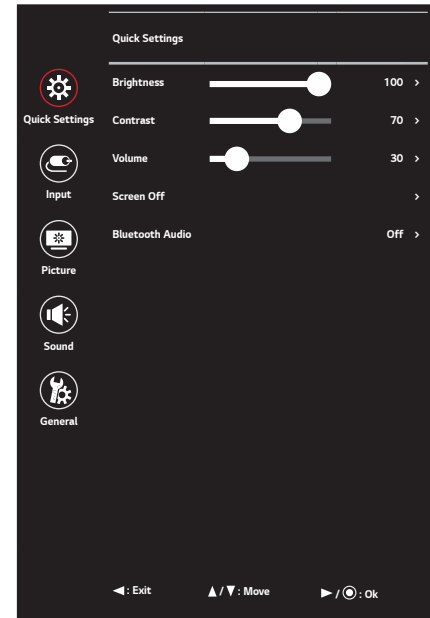 Quick Settings
Brightness 100 >
Quick Settings Contrast 70 >
Volume 30 >
Input Screen Off >
Bluetooth Audio Off >
Picture
Sound
General
◄ : Exit ▲/▼ : Move ► / ◉ : Ok